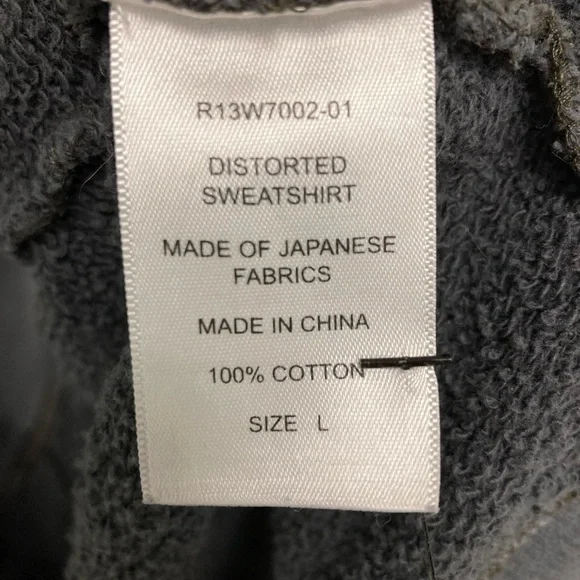 R13W7002-01
DISTORTED
SWEATSHIRT
MADE OF JAPANESE
FABRICS
MADE IN CHINA
100% COTTON
SIZE L